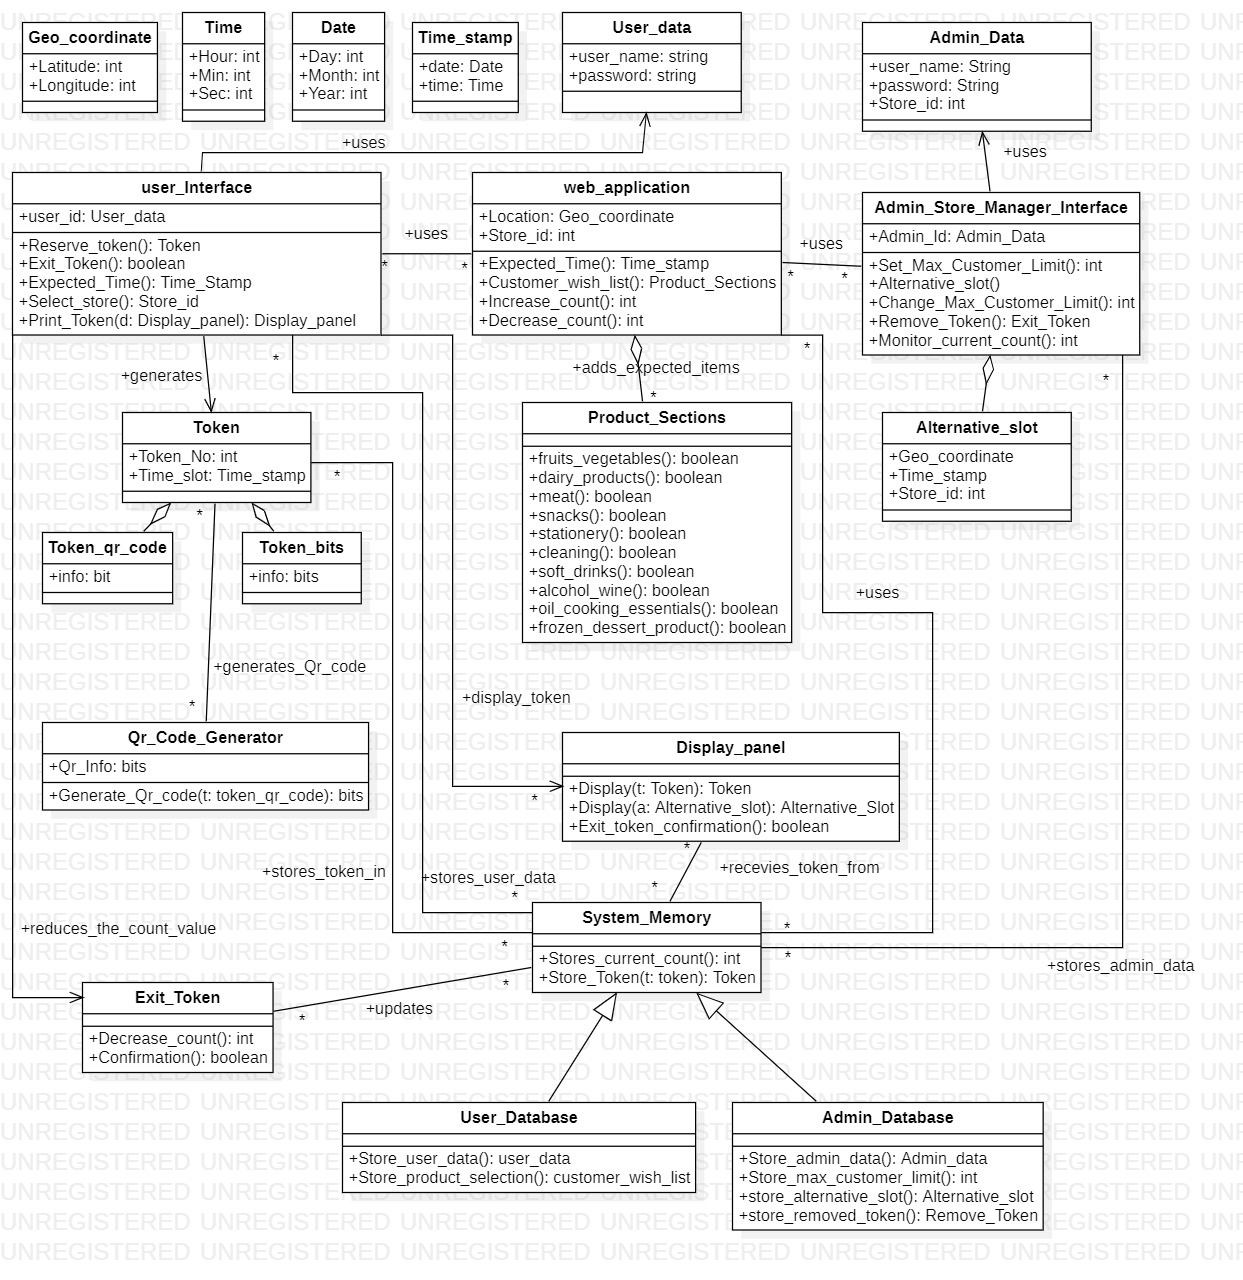 Geo_coordinate
+Latitude: int
+Longitude: int
Time
+Hour: int
+Min: int
+Sec: int
Date
+Day: int
+Month: int
+Year: int
Time_stamp
+date: Date
+time: Time
User_data
+user_name: string
+password: string
Admin_Data
+user_name: String
+password: String
+Store_id: int
+uses
+uses
user_Interface
+user_id: User_data
+Reserve_token(): Token
+Exit_Token(): boolean
+Expected_Time(): Time_Stamp
+Select_store(): Store_id
+Print_Token(d: Display_panel): Display_panel
+uses
*
*
web_application
+Location: Geo_coordinate
+Store_id: int
+Expected_Time(): Time_stamp
+Customer_wish_list(): Product_Sections
+Increase_count(): int
+Decrease_count(): int
+uses
*
*
Admin_Store_Manager_Interface
+Admin_Id: Admin_Data
+Set_Max_Customer_Limit(): int
+Alternative_slot()
+Change_Max_Customer_Limit(): int
+Remove_Token(): Exit_Token
+Monitor_current_count(): int
*
*
*
+generates
+adds_expected_items
*
Token
+Token_No: int
+Time_slot: Time_stamp
*
*
Product_Sections
+fruits_vegetables(): boolean
+dairy_products(): boolean
+meat(): boolean
+snacks(): boolean
+stationery(): boolean
+cleaning(): boolean
+soft_drinks(): boolean
+alcohol_wine(): boolean
+oil_cooking_essentials(): boolean
+frozen_dessert_product(): boolean
Alternative_slot
+Geo_coordinate
+Time_stamp
+Store_id: int
Token_qr_code
+info: bit
Token_bits
+info: bits
+uses
+generates_Qr_code
*
+display_token
Qr_Code_Generator
+Qr_Info: bits
+Generate_Qr_code(t: token_qr_code): bits
Display_panel
+Display(t: Token): Token
+Display(a: Alternative_slot): Alternative_Slot
+Exit_token_confirmation(): boolean
*
*
+recevies_token_from
*
+stores_token_in
+stores_user_data
*
+reduces_the_count_value
System_Memory
+Stores_current_count(): int
+Store_Token(t: token): Token
*
*
*
*
+stores_admin_data
Exit_Token
+Decrease_count(): int
+Confirmation(): boolean
*
+updates
User_Database
+Store_user_data(): user_data
+Store_product_selection(): customer_wish_list
Admin_Database
+Store_admin_data(): Admin_data
+Store_max_customer_limit(): int
+store_alternative_slot(): Alternative_slot
+store_removed_token(): Remove_Token